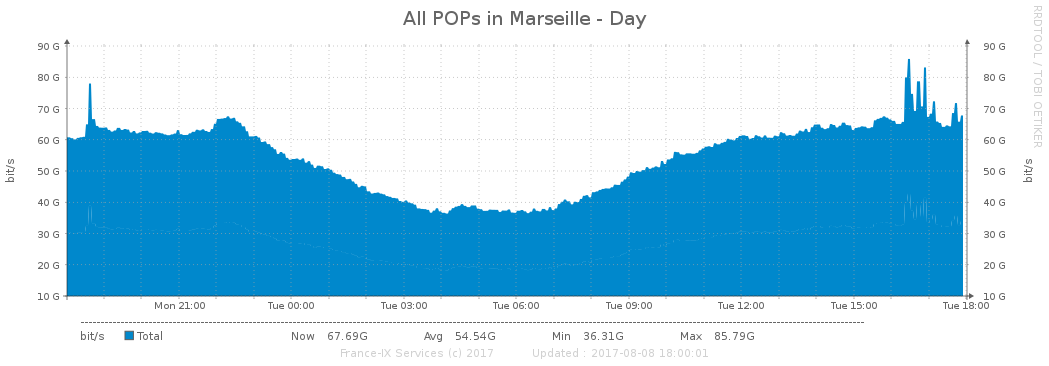 All POPs in Marseille - Day
RRDTOOL / TOBI OETIKER
90 G 90 G
80 G 80 G
70 G 70 G
60 G 60 G
50 G 50 G
40 G 40 G
30 G 30 G
20 G 20 G
10 G 10 G
bit/s bit/s
Mon 21:00 Tue 00:00 Tue 03:00 Tue 06:00 Tue 09:00 Tue 12:00 Tue 15:00 Tue 18:00
bit/s Total Now 67.69G Avg 54.54G Min 36.31G Max 85.79G
France-IX Services (c) 2017 Updated : 2017-08-08 18:00:01